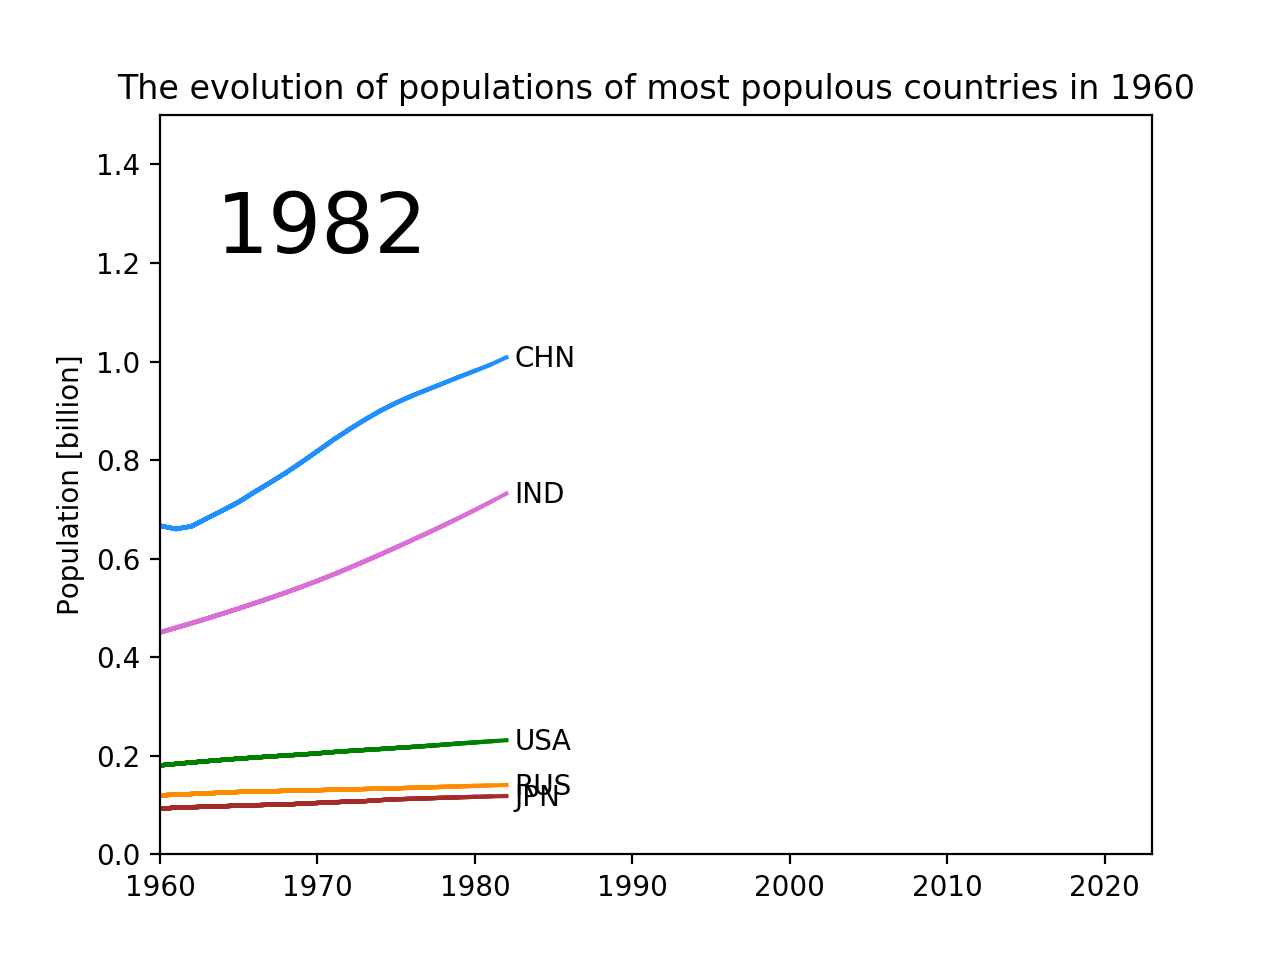 The evolution of populations of most populous countries in 1960
1.4
1982
1.2
CHN
1.0
Population [billion]
0.8
IND
0.6
0.4
USA
0.2
RUS
JPN
0.0
1960 1970 1980 1990 2000 2010 2020